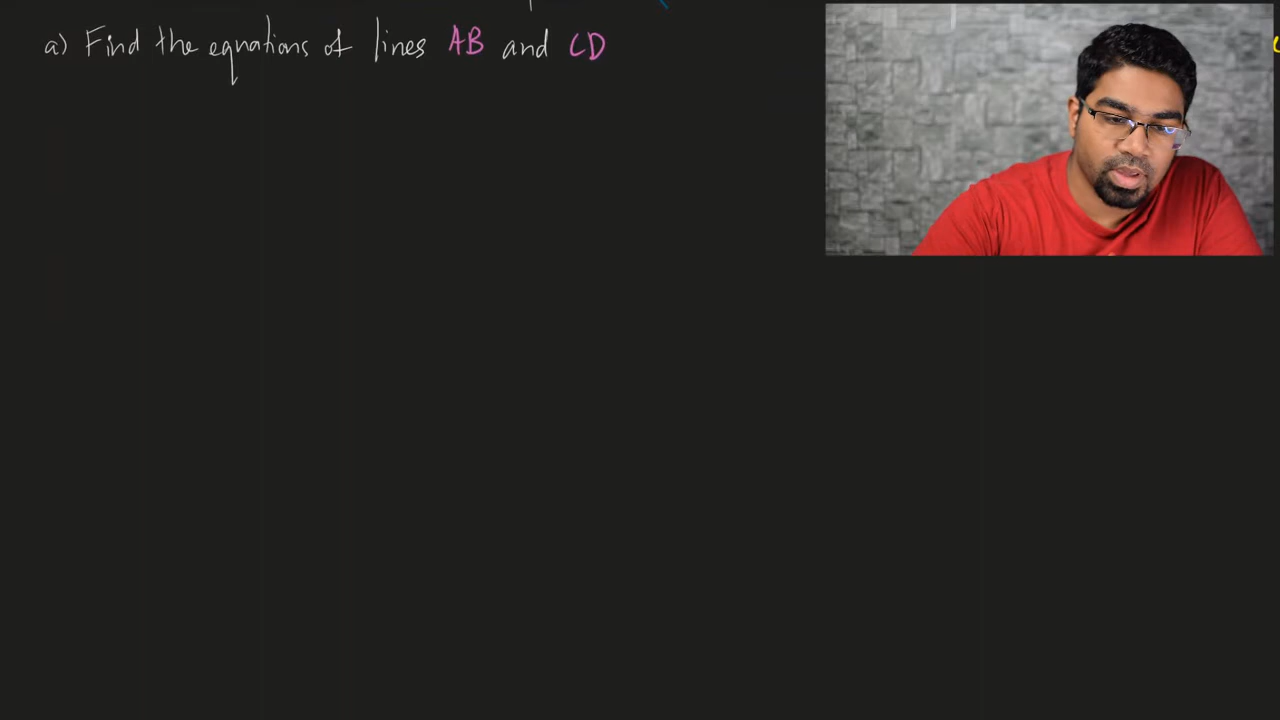 a) Find the equations of lines AB and CD